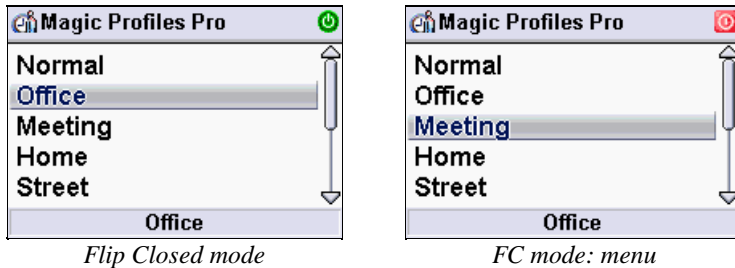 Magic Profiles Pro
Normal
Office
Meeting
Home
Street
Office
Flip Closed mode
Magic Profiles Pro
Normal
Office
Meeting
Home
Street
Office
FC mode: menu